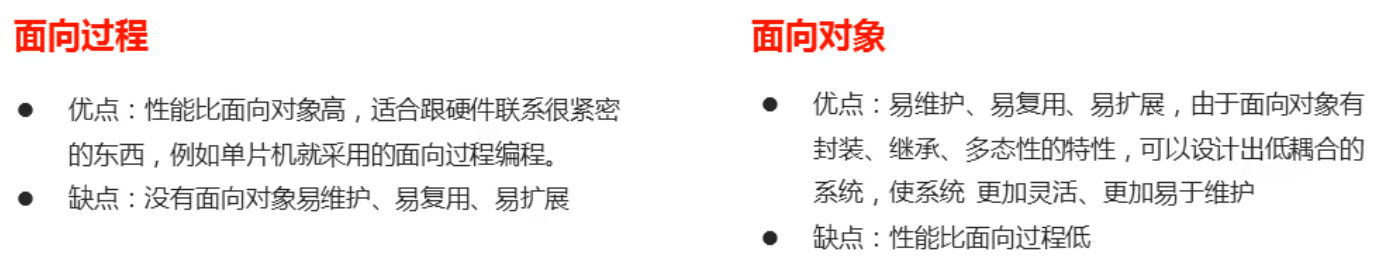 面向过程
● 优点：性能比面向对象高，适合跟硬件联系很紧密
的东西，例如单片机就采用的面向过程编程。
● 缺点：没有面向对象易维护、易复用、易扩展
面向对象
● 优点：易维护、易复用、易扩展，由于面向对象有
封装、继承、多态性的特性，可以设计出低耦合的
系统，使系统 更加灵活、更加易于维护
● 缺点：性能比面向过程低